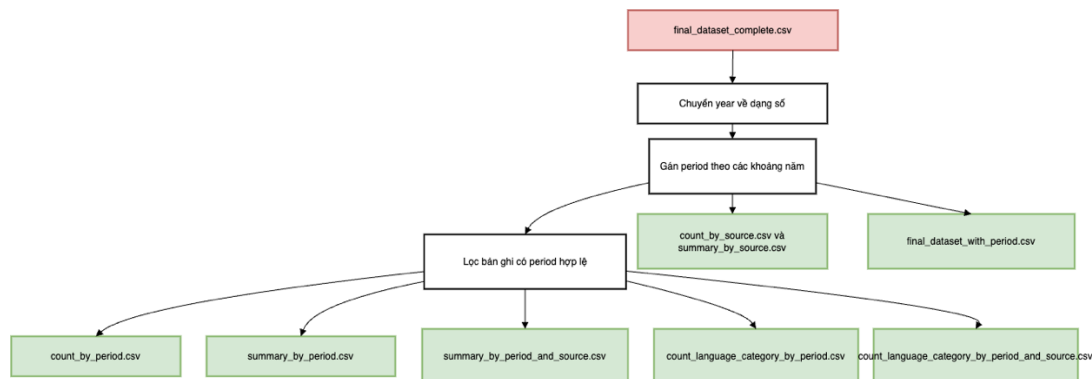 final_dataset_complete.csv
Chuyển year về dạng số
Gán period theo các khoảng năm
count_by_source.csv và
summary_by_source.csv
final_dataset_with_period.csv
Lọc bản ghi có period hợp lệ
count_by_period.csv
summary_by_period.csv
summary_by_period_and_source.csv
count_language_category_by_period.csv
count_language_category_by_period_and_source.csv